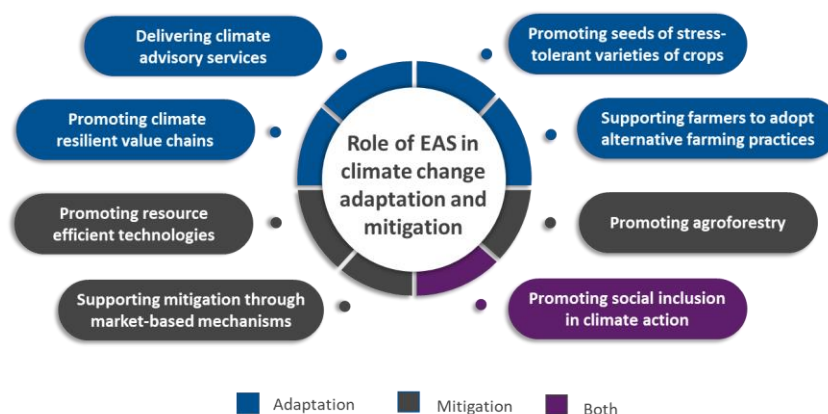 Delivering climate
advisory services
Promoting seeds of stress-
tolerant varieties of crops
Promoting climate
resilient value chains
Role of EAS in
climate change
adaptation and
mitigation
Supporting farmers to adopt
alternative farming practices
Promoting resource
efficient technologies
Promoting agroforestry
Supporting mitigation through
market-based mechanisms
Promoting social inclusion
in climate action
Adaptation
Mitigation
Both